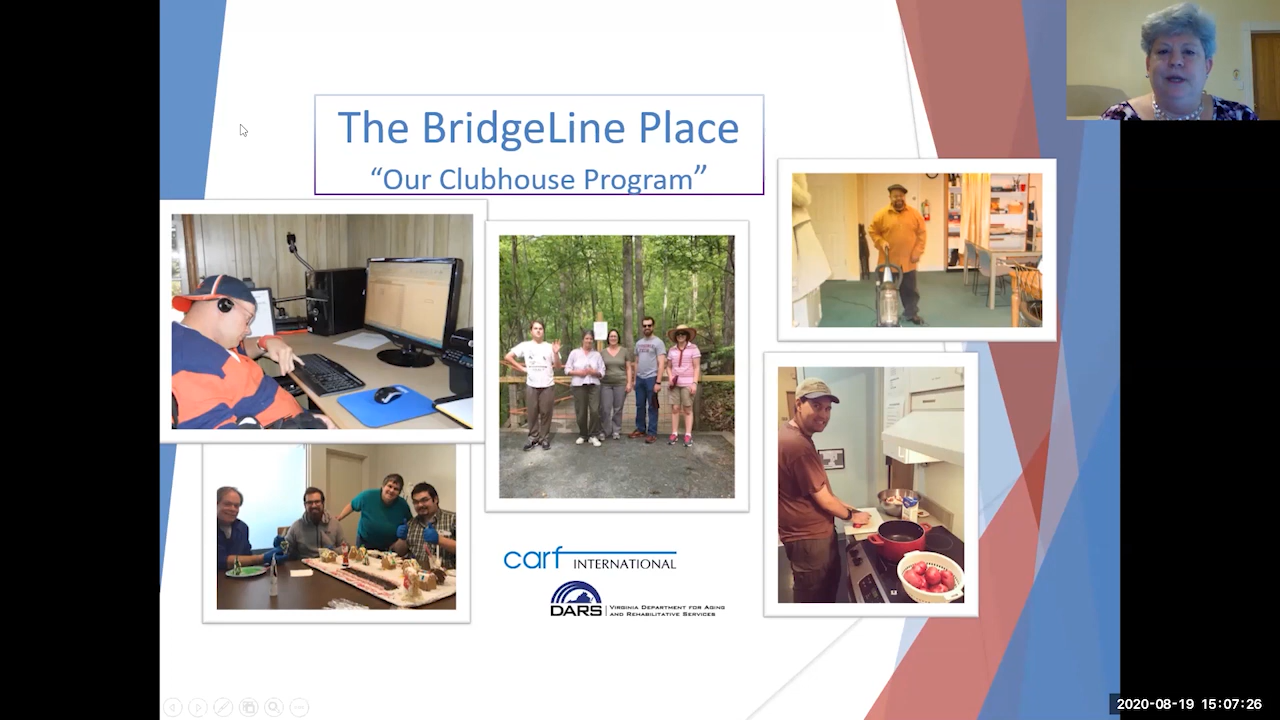 The BridgeLine Place
“Our Clubhouse Program”
carf INTERNATIONAL
DARS
VIRGINIA DEPARTMENT FOR AGING
AND REHABILITATIVE SERVICES
2020-08-19 15:07:26